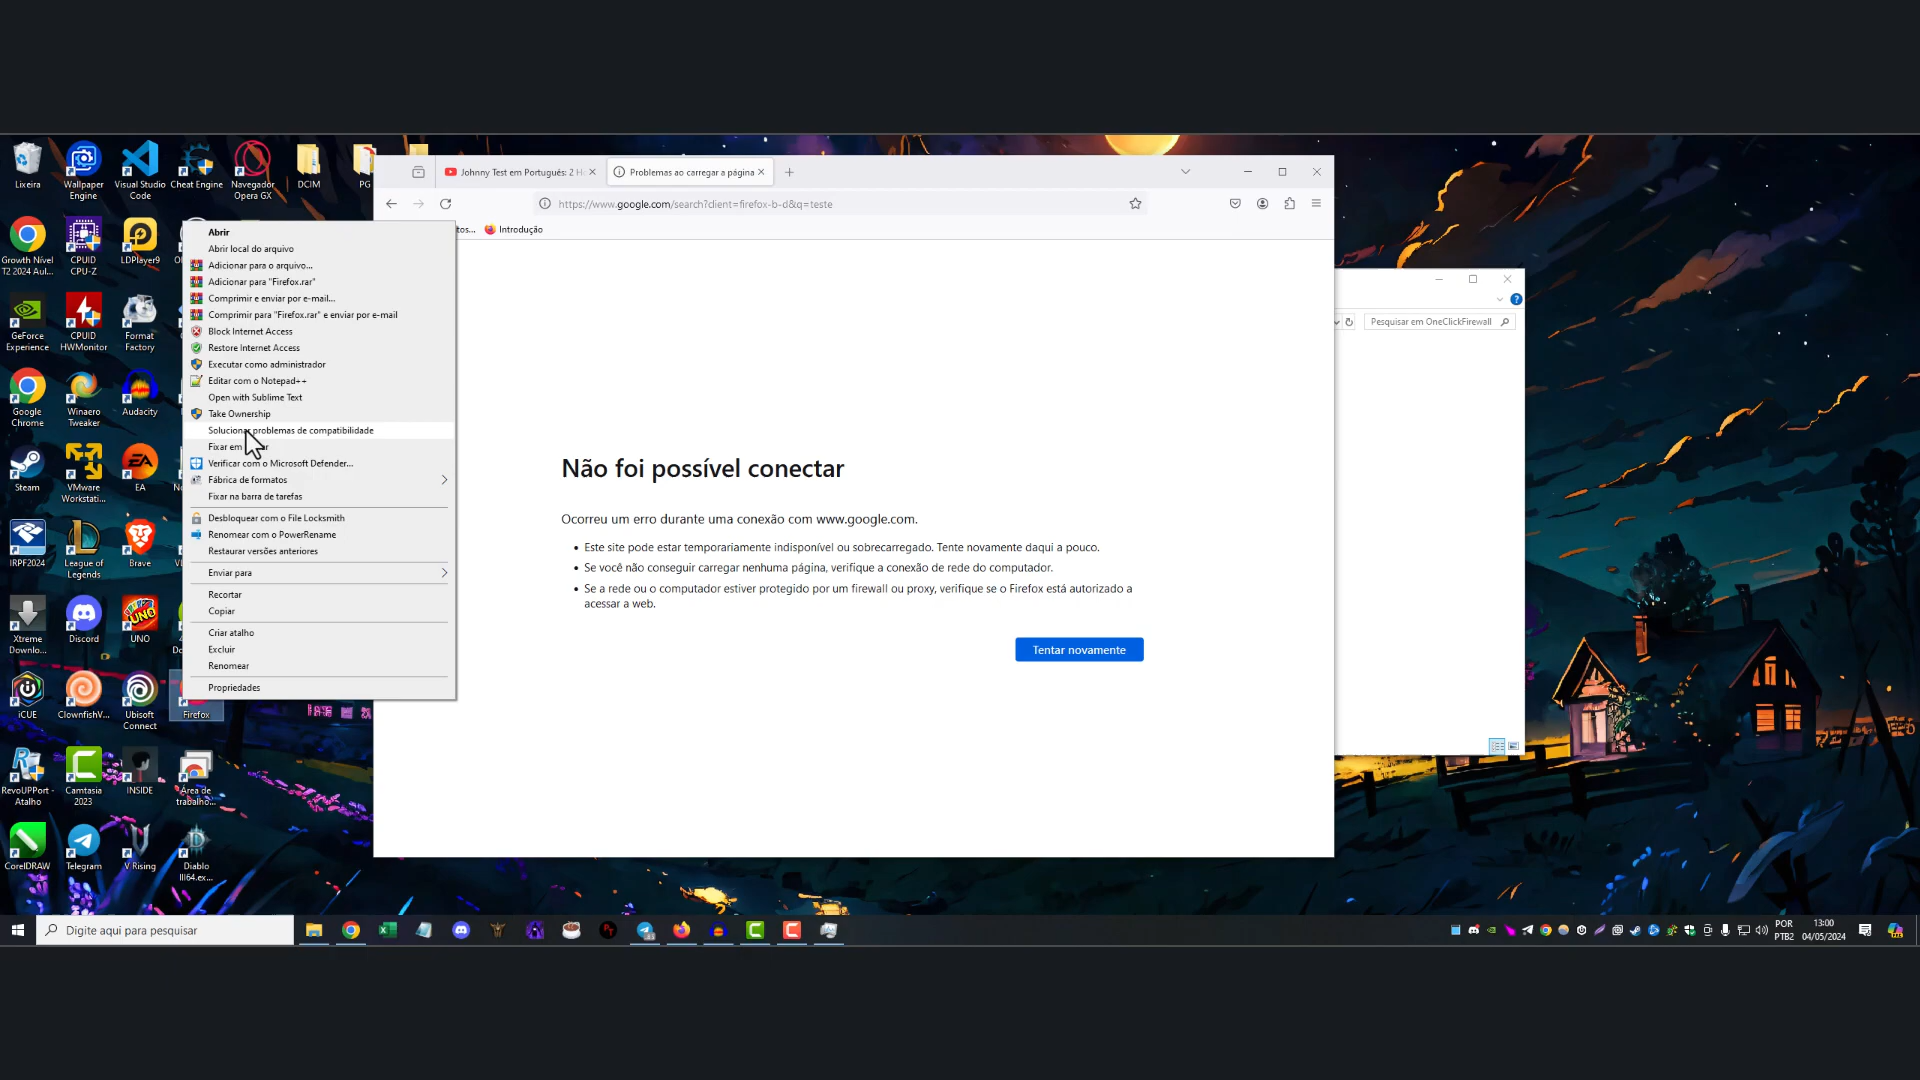 Johnny Test em Português: 2 H
Problemas ao carregar a página
https://www.google.com/search?client=firefox-b-d&q=teste
tos...
Introdução
Lixeira
Wallpaper
Engine
Visual Studio
Code
Cheat Engine
Navegador
Opera GX
DCIM
PG
Growth Nível
T2 2024 Aul...
CPUID
CPU-Z
LDPlayer9
GeForce
Experience
CPUID
HWMonitor
Format
Factory
Google
Chrome
Winaero
Tweaker
Audacity
Steam
VMware
Workstati...
EA
IRPF2024
League of
Legends
Brave
Xtreme
Downlo...
Discord
UNO
iCUE
ClownfishV...
Ubisoft
Connect
Firefox
RevoUPPort -
Atalho
Camtasia
2023
INSIDE
Área de
trabalho...
CorelDRAW
Telegram
V Rising
Diablo
III64.ex...
Abrir
Abrir local do arquivo
Adicionar para o arquivo...
Adicionar para "Firefox.rar"
Comprimir e enviar por e-mail...
Comprimir para "Firefox.rar" e enviar por e-mail
Block Internet Access
Restore Internet Access
Executar como administrador
Editar com o Notepad++
Open with Sublime Text
Take Ownership
Solucionar problemas de compatibilidade
Fixar em
Verificar com o Microsoft Defender...
Fábrica de formatos
Fixar na barra de tarefas
Desbloquear com o File Locksmith
Renomear com o PowerRename
Restaurar versões anteriores
Enviar para
Recortar
Copiar
Criar atalho
Excluir
Renomear
Propriedades
Não foi possível conectar
Ocorreu um erro durante uma conexão com www.google.com.
• Este site pode estar temporariamente indisponível ou sobrecarregado. Tente novamente daqui a pouco.
• Se você não conseguir carregar nenhuma página, verifique a conexão de rede do computador.
• Se a rede ou o computador estiver protegido por um firewall ou proxy, verifique se o Firefox está autorizado a
acessar a web.
Tentar novamente
Pesquisar em OneClickFirewall
Digite aqui para pesquisar
POR
PTB2
13:00
04/05/2024